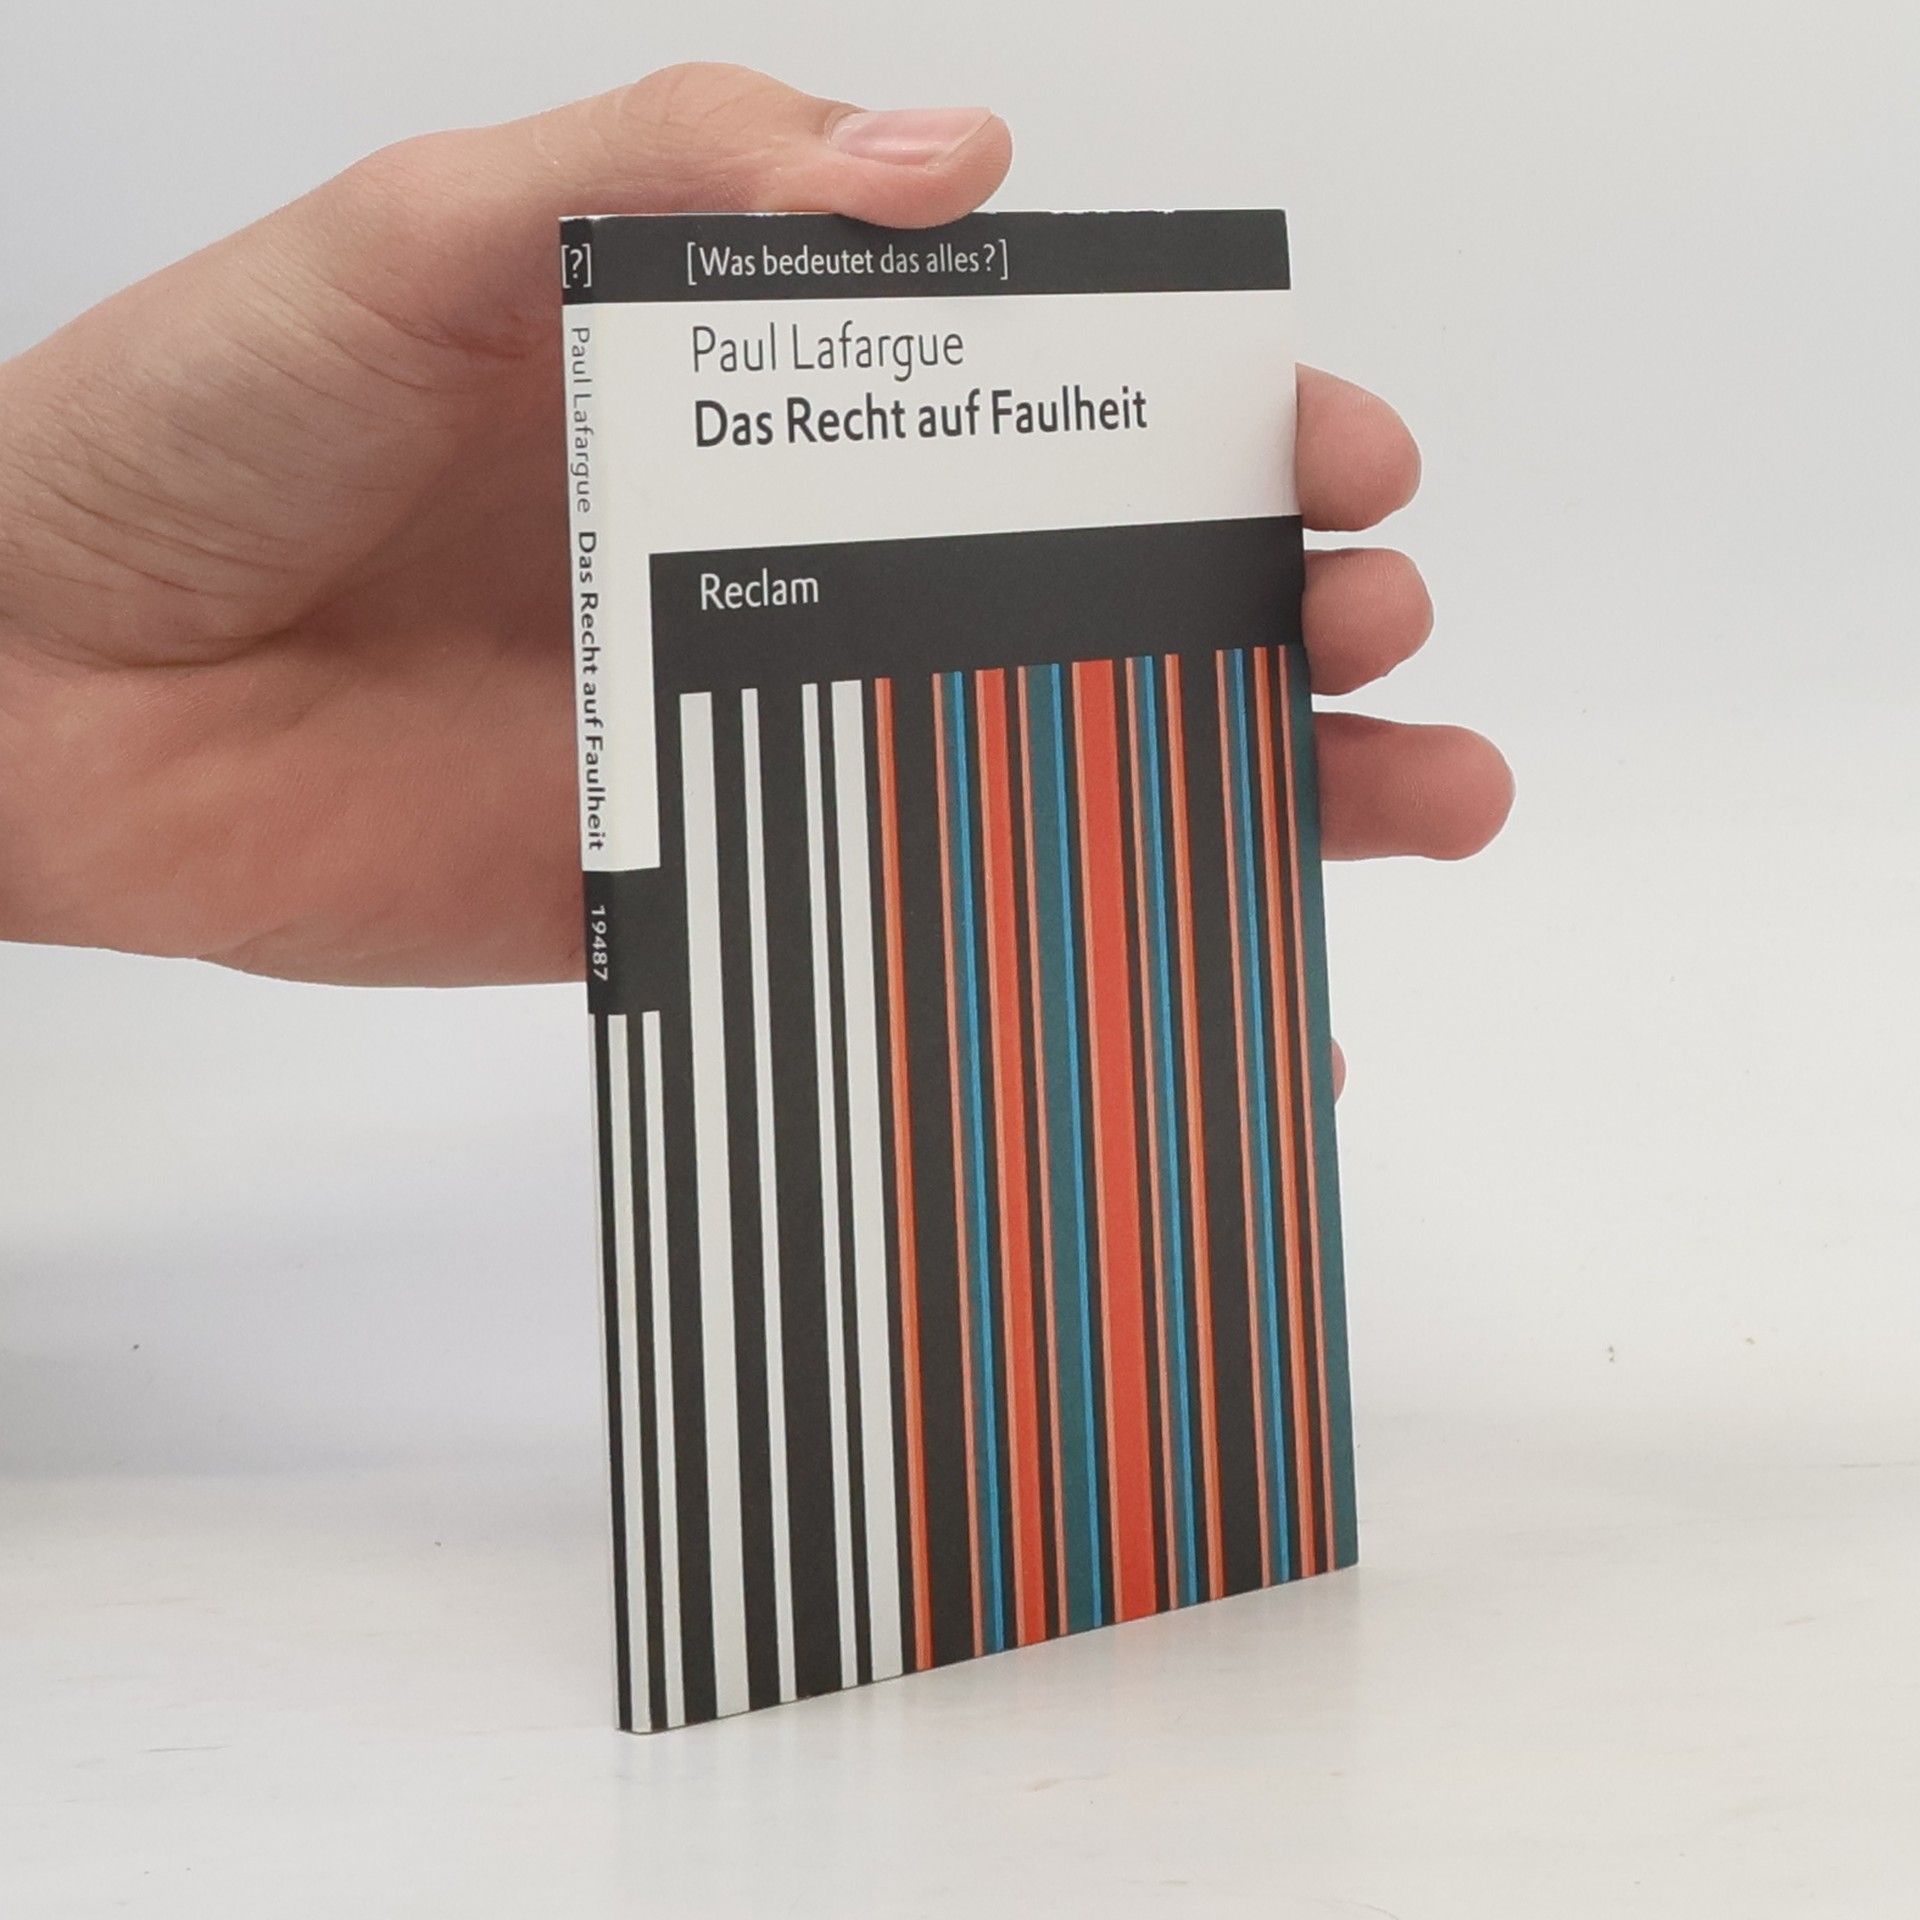 [Was bedeutet das alles?]
Paul Lafargue
Das Recht auf Faulheit
Reclam
[?]
Paul Lafargue Das Recht auf Faulheit
19487